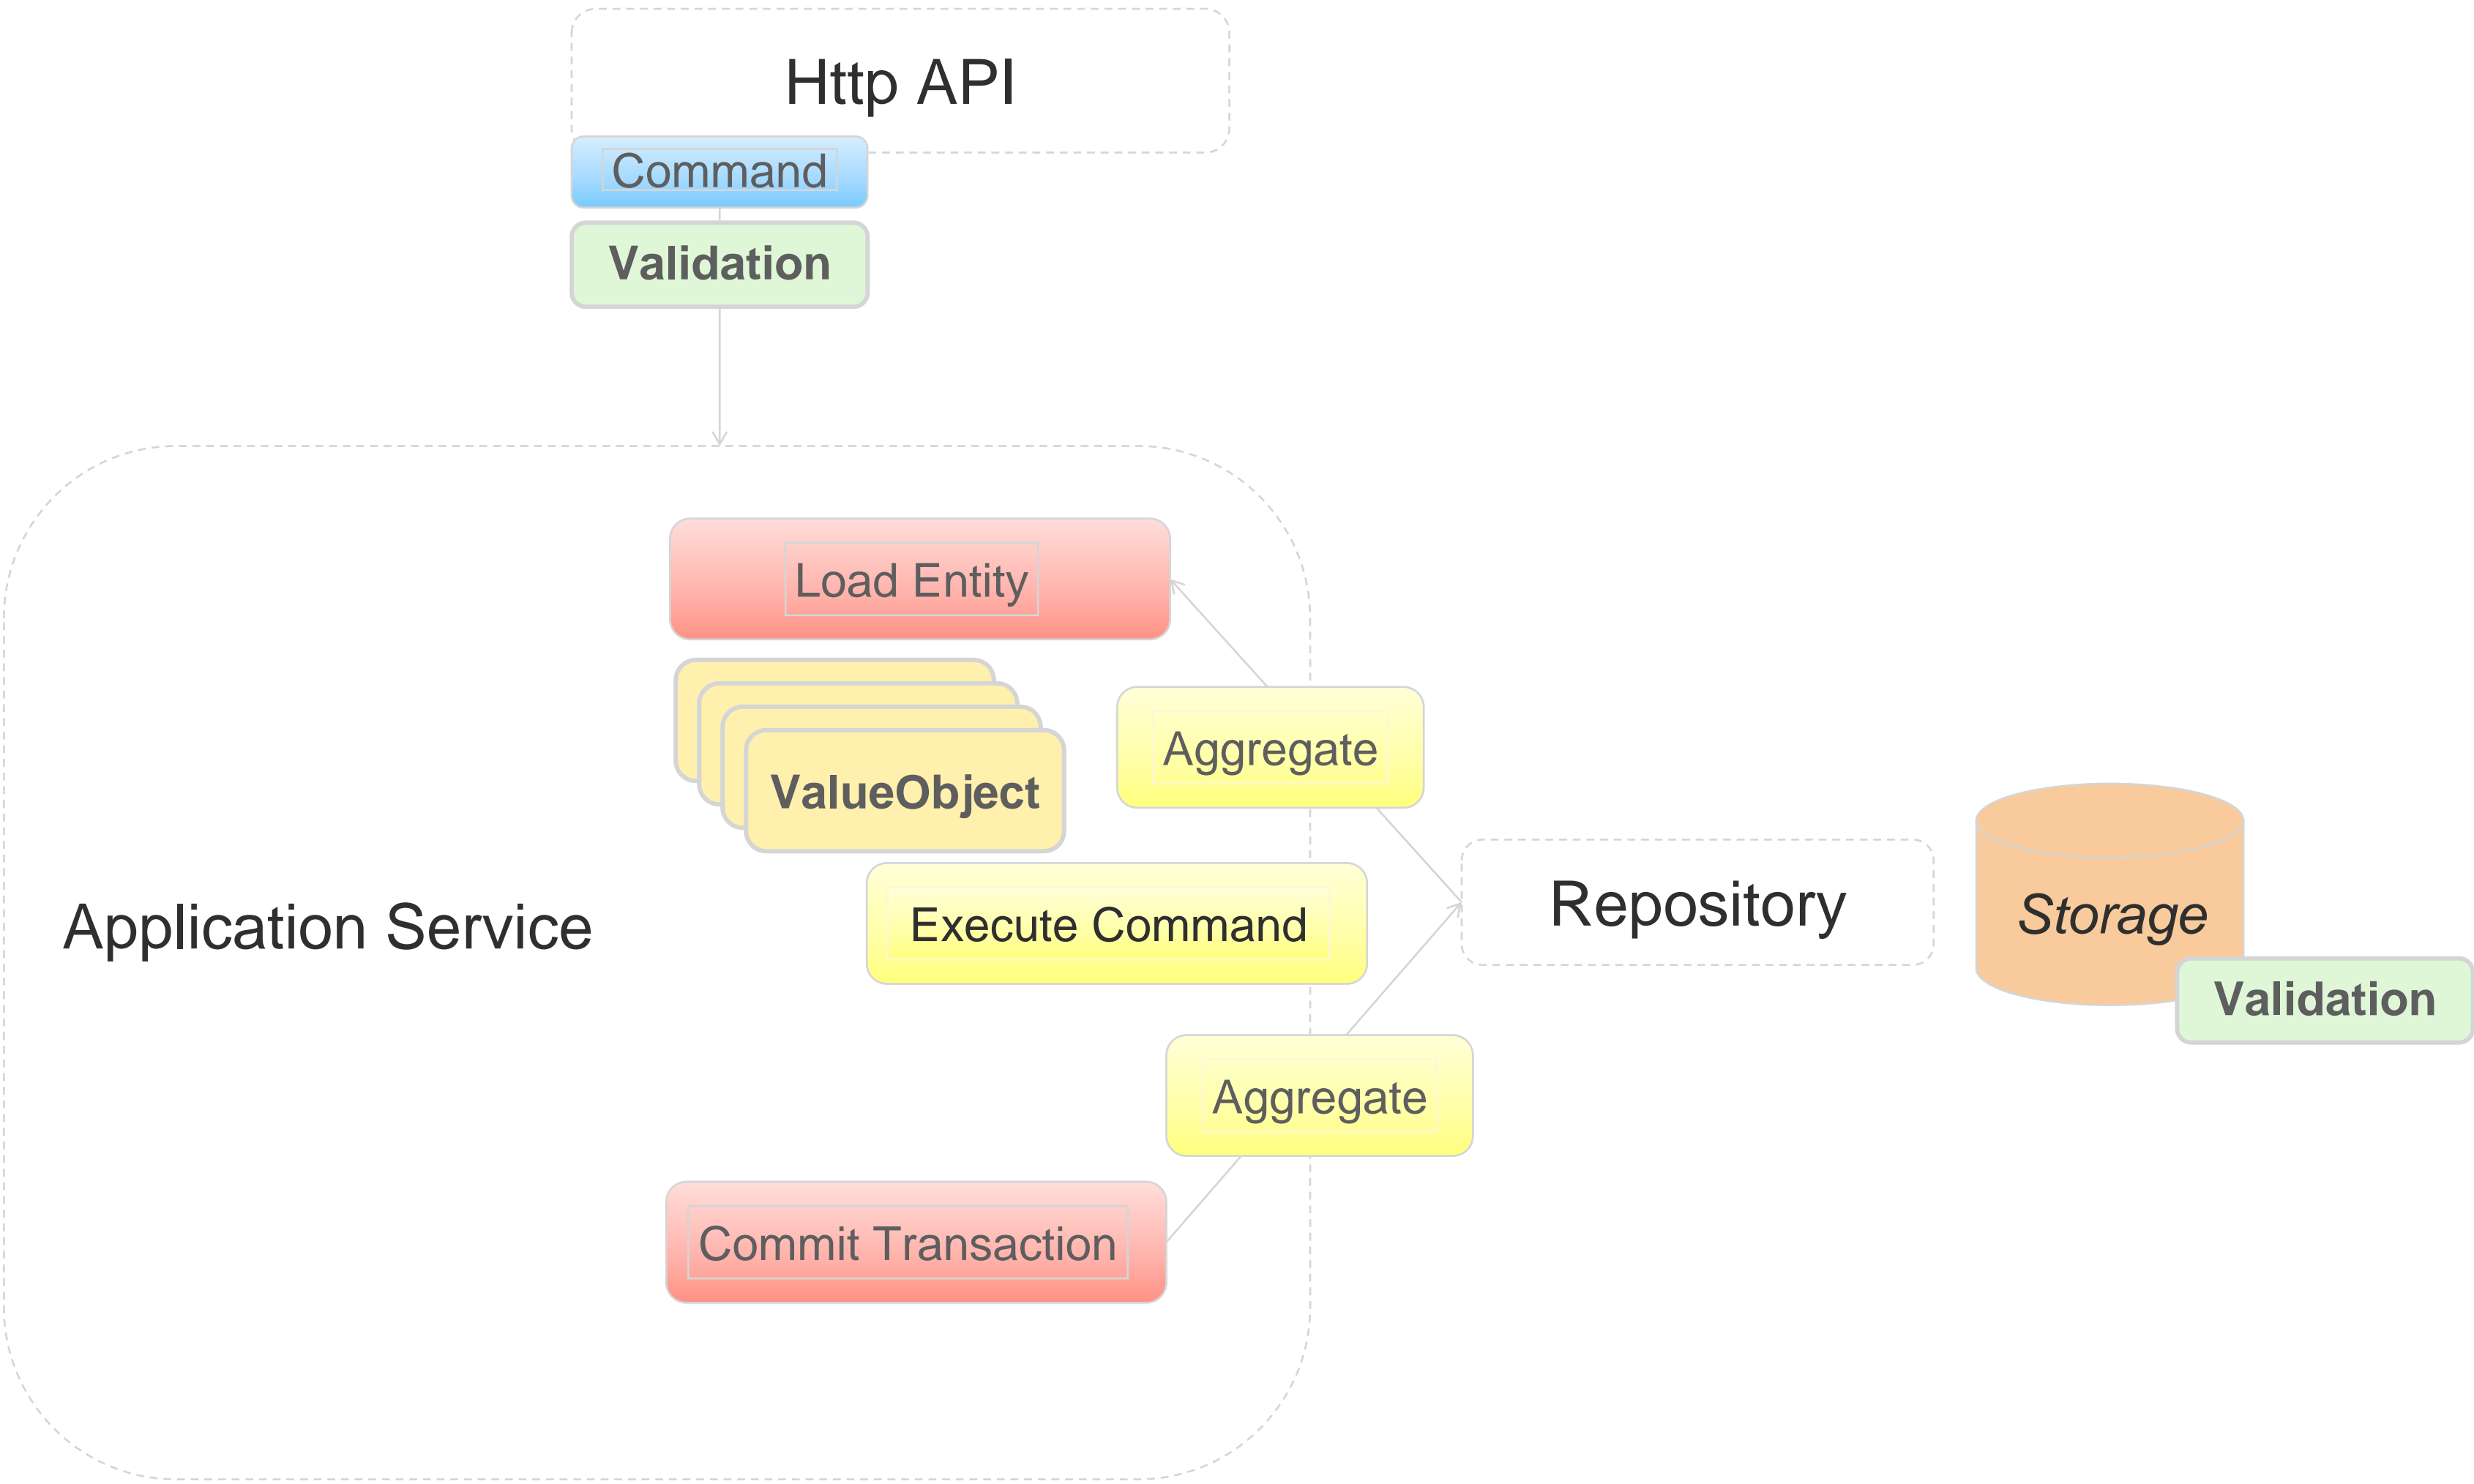 Http API
Command
Validation
Load Entity
Aggregate
ValueObject
Application Service
Execute Command
Repository
Storage
Validation
Aggregate
Commit Transaction